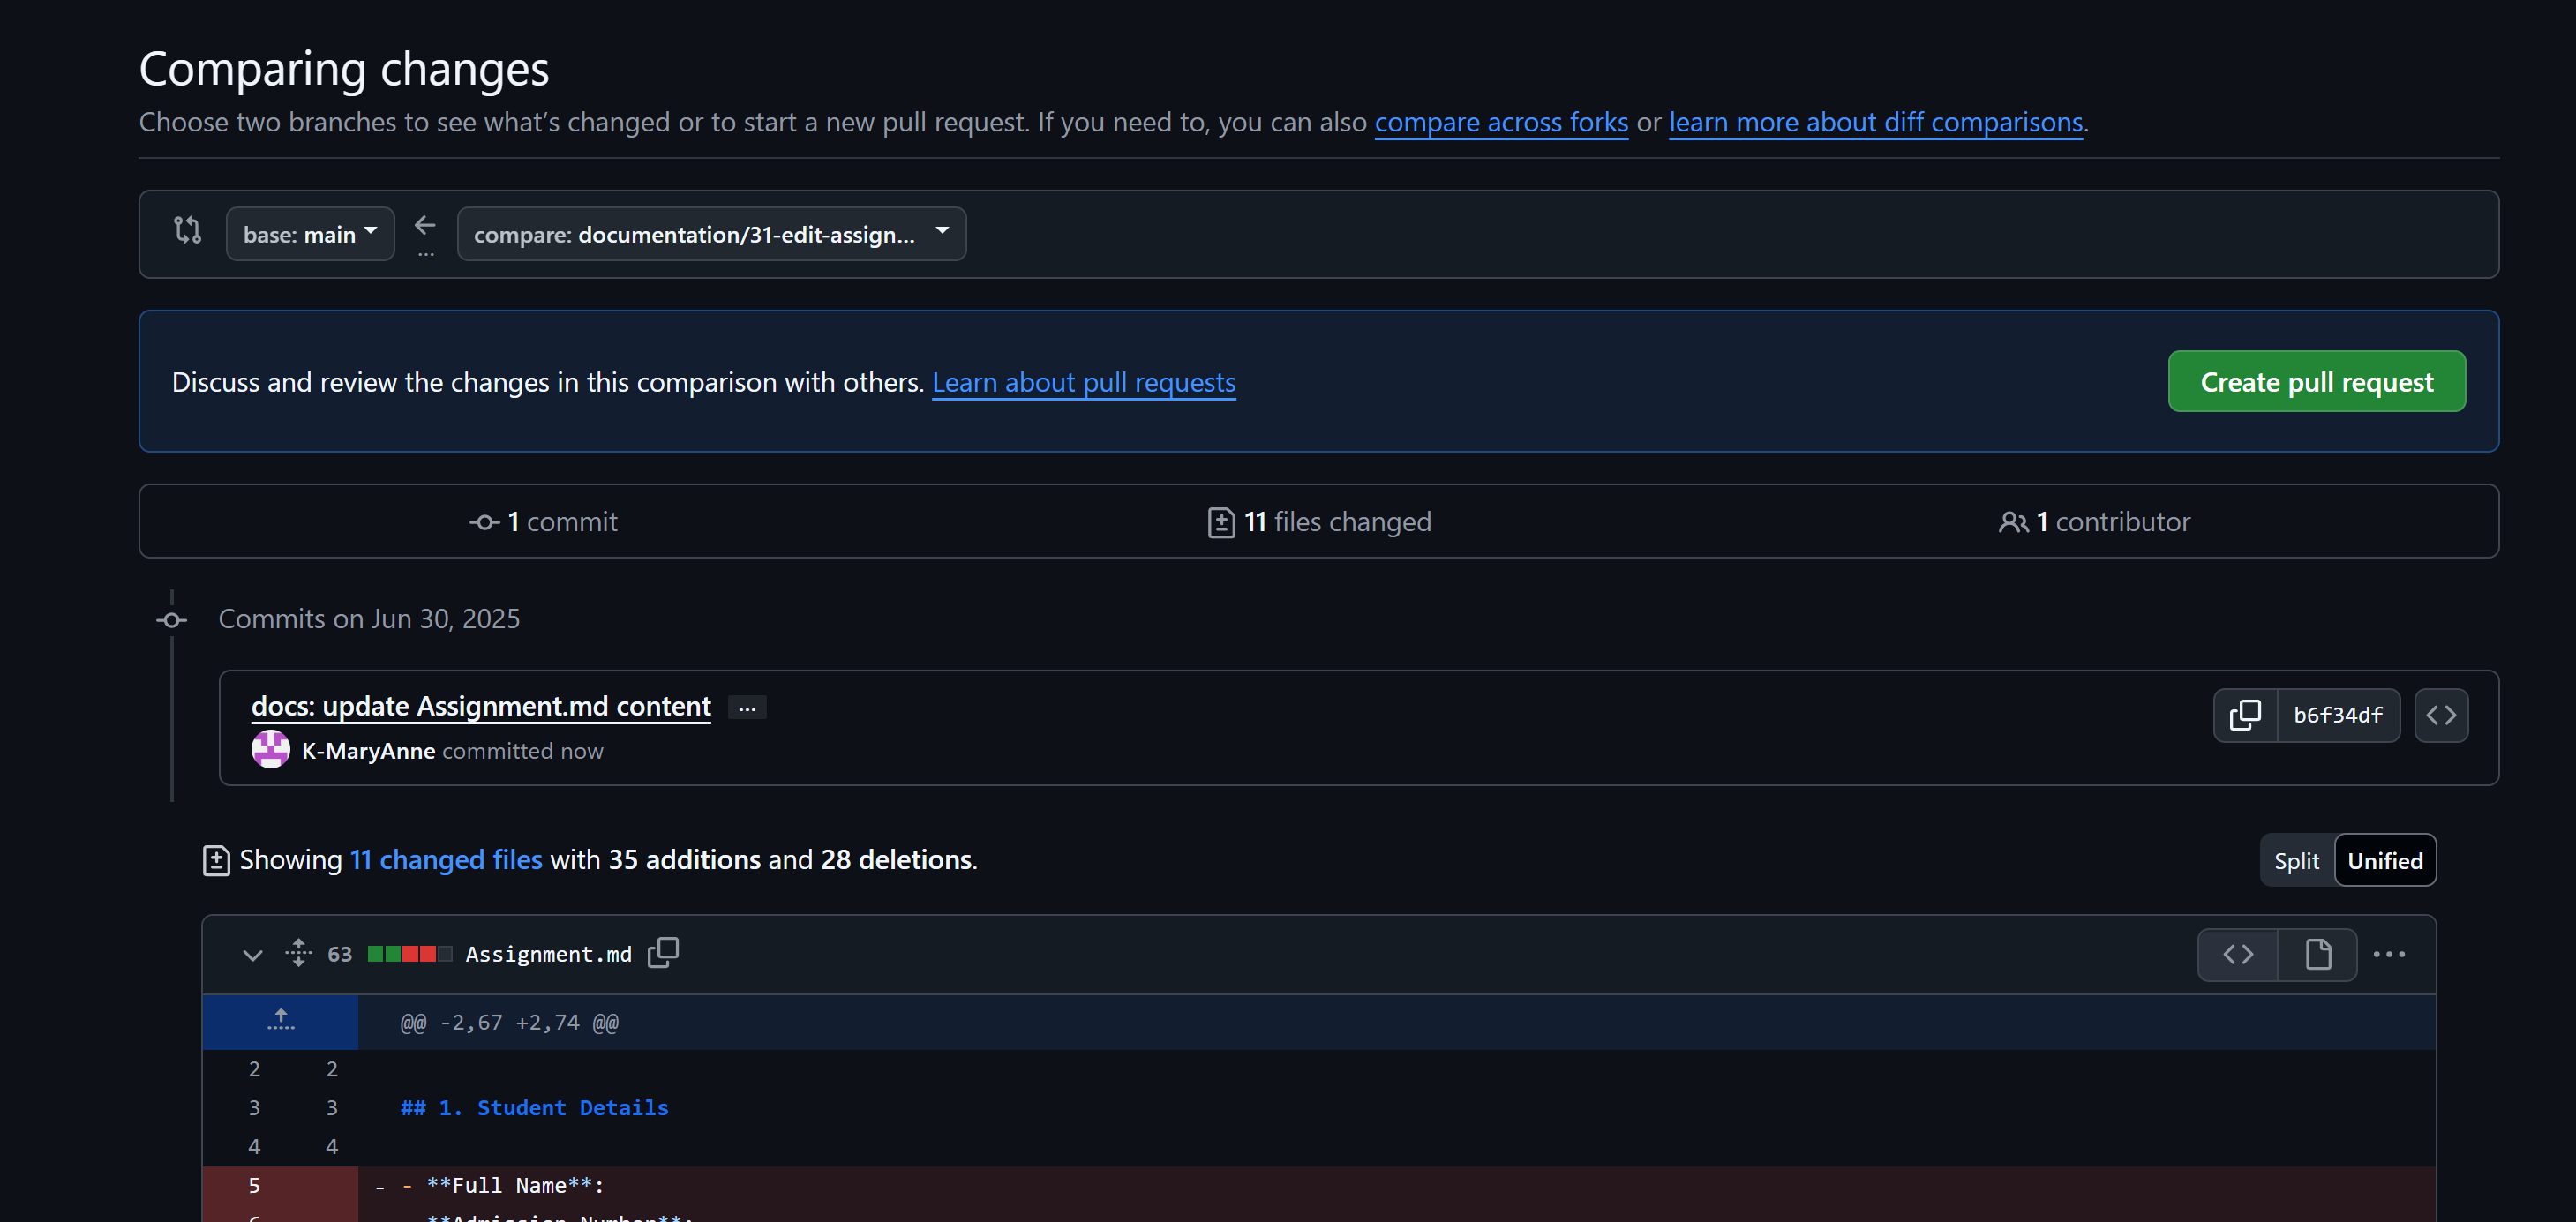 Comparing changes
Choose two branches to see what’s changed or to start a new pull request. If you need to, you can also compare across forks or learn more about diff comparisons.
base: main
...
compare: documentation/31-edit-assign...
Discuss and review the changes in this comparison with others. Learn about pull requests
Create pull request
1 commit
11 files changed
1 contributor
Commits on Jun 30, 2025
docs: update Assignment.md content ...
b6f34df
K-MaryAnne committed now
Showing 11 changed files with 35 additions and 28 deletions.
Split Unified
63 Assignment.md
@@ -2,67 +2,74 @@
2 2
3 3 ## 1. Student Details
4 4
5 - - **Full Name**:
6 **Admission Number**: